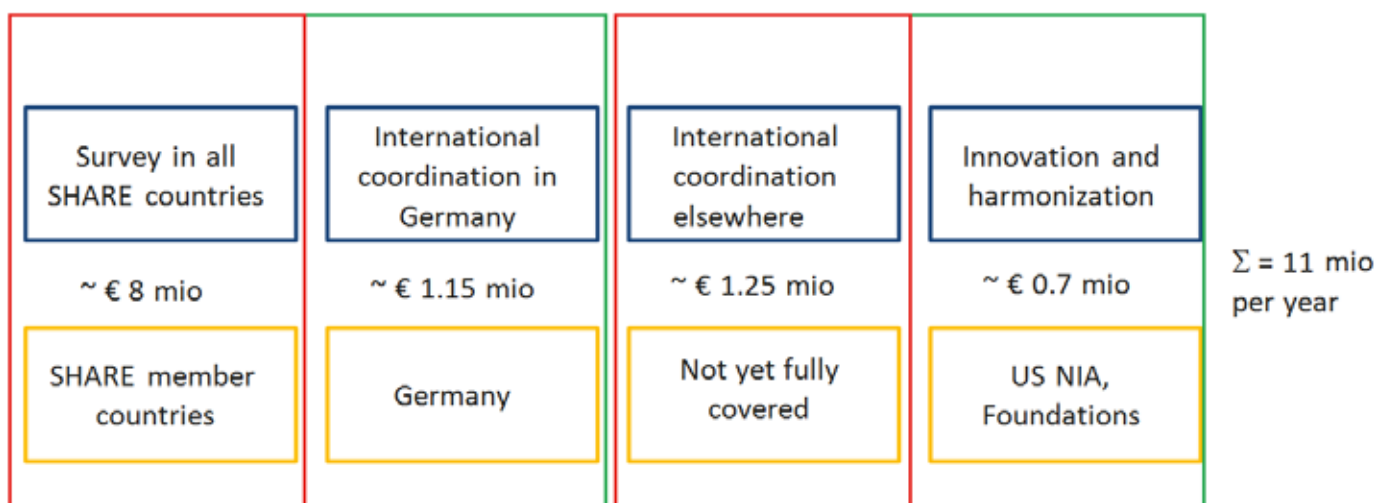 Survey in all
SHARE countries
International
coordination in
Germany
International
coordination
elsewhere
Innovation and
harmonization
~ € 8 mio
~ € 1.15 mio
~ € 1.25 mio
~ € 0.7 mio
Σ = 11 mio
per year
SHARE member
countries
Germany
Not yet fully
covered
US NIA,
Foundations